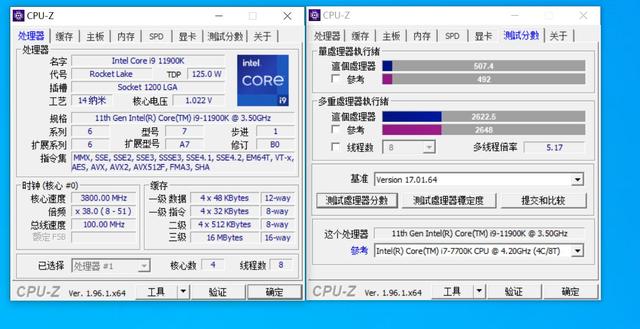 CPU-Z
处理器 缓存 主板 内存 SPD 显卡 测试分数 关于
处理器
名字 Intel Core i9 11900K
代号 Rocket Lake TDP 125.0 W
插槽 Socket 1200 LGA
工艺 14 纳米 核心电压 1.022 V
intel
CORE
i9
规格 11th Gen Intel(R) Core(TM) i9-11900K @ 3.50GHz
系列 6 型号 7 步进 1
扩展系列 6 扩展型号 A7 修订 B0
指令集 MMX, SSE, SSE2, SSE3, SSSE3, SSE4.1, SSE4.2, EM64T, VT-x,
AES, AVX, AVX2, AVX512F, FMA3, SHA
时钟 (核心 #0)
核心速度 3800.00 MHz
倍频 x 38.0 (8 - 51)
总线速度 100.00 MHz
额定 FSB
缓存
一级 数据 4 x 48 KBytes 12-way
一级 指令 4 x 32 KBytes 8-way
二级 4 x 512 KBytes 8-way
三级 16 MBytes 16-way
已选择 处理器 #1 核心数 4 线程数 8
CPU-Z Ver. 1.96.1.x64 工具 验证 确定
CPU-Z
处理器 缓存 主板 内存 SPD 显卡 測試分數 关于
單處理器执行绪
這個處理器 507.4
参考 492
多重處理器执行绪
這個處理器 2622.5
参考 2648
线程数 8 多线程倍率 5.17
基准 Version 17.01.64
測試處理器分數 測試處理器穩定度 提交和比较
这个处理器 11th Gen Intel(R) Core(TM) i9-11900K @ 3.50GHz
參考 Intel(R) Core(TM) i7-7700K CPU @ 4.20GHz (4C/8T)
CPU-Z Ver. 1.96.1.x64 工具 验证 确定